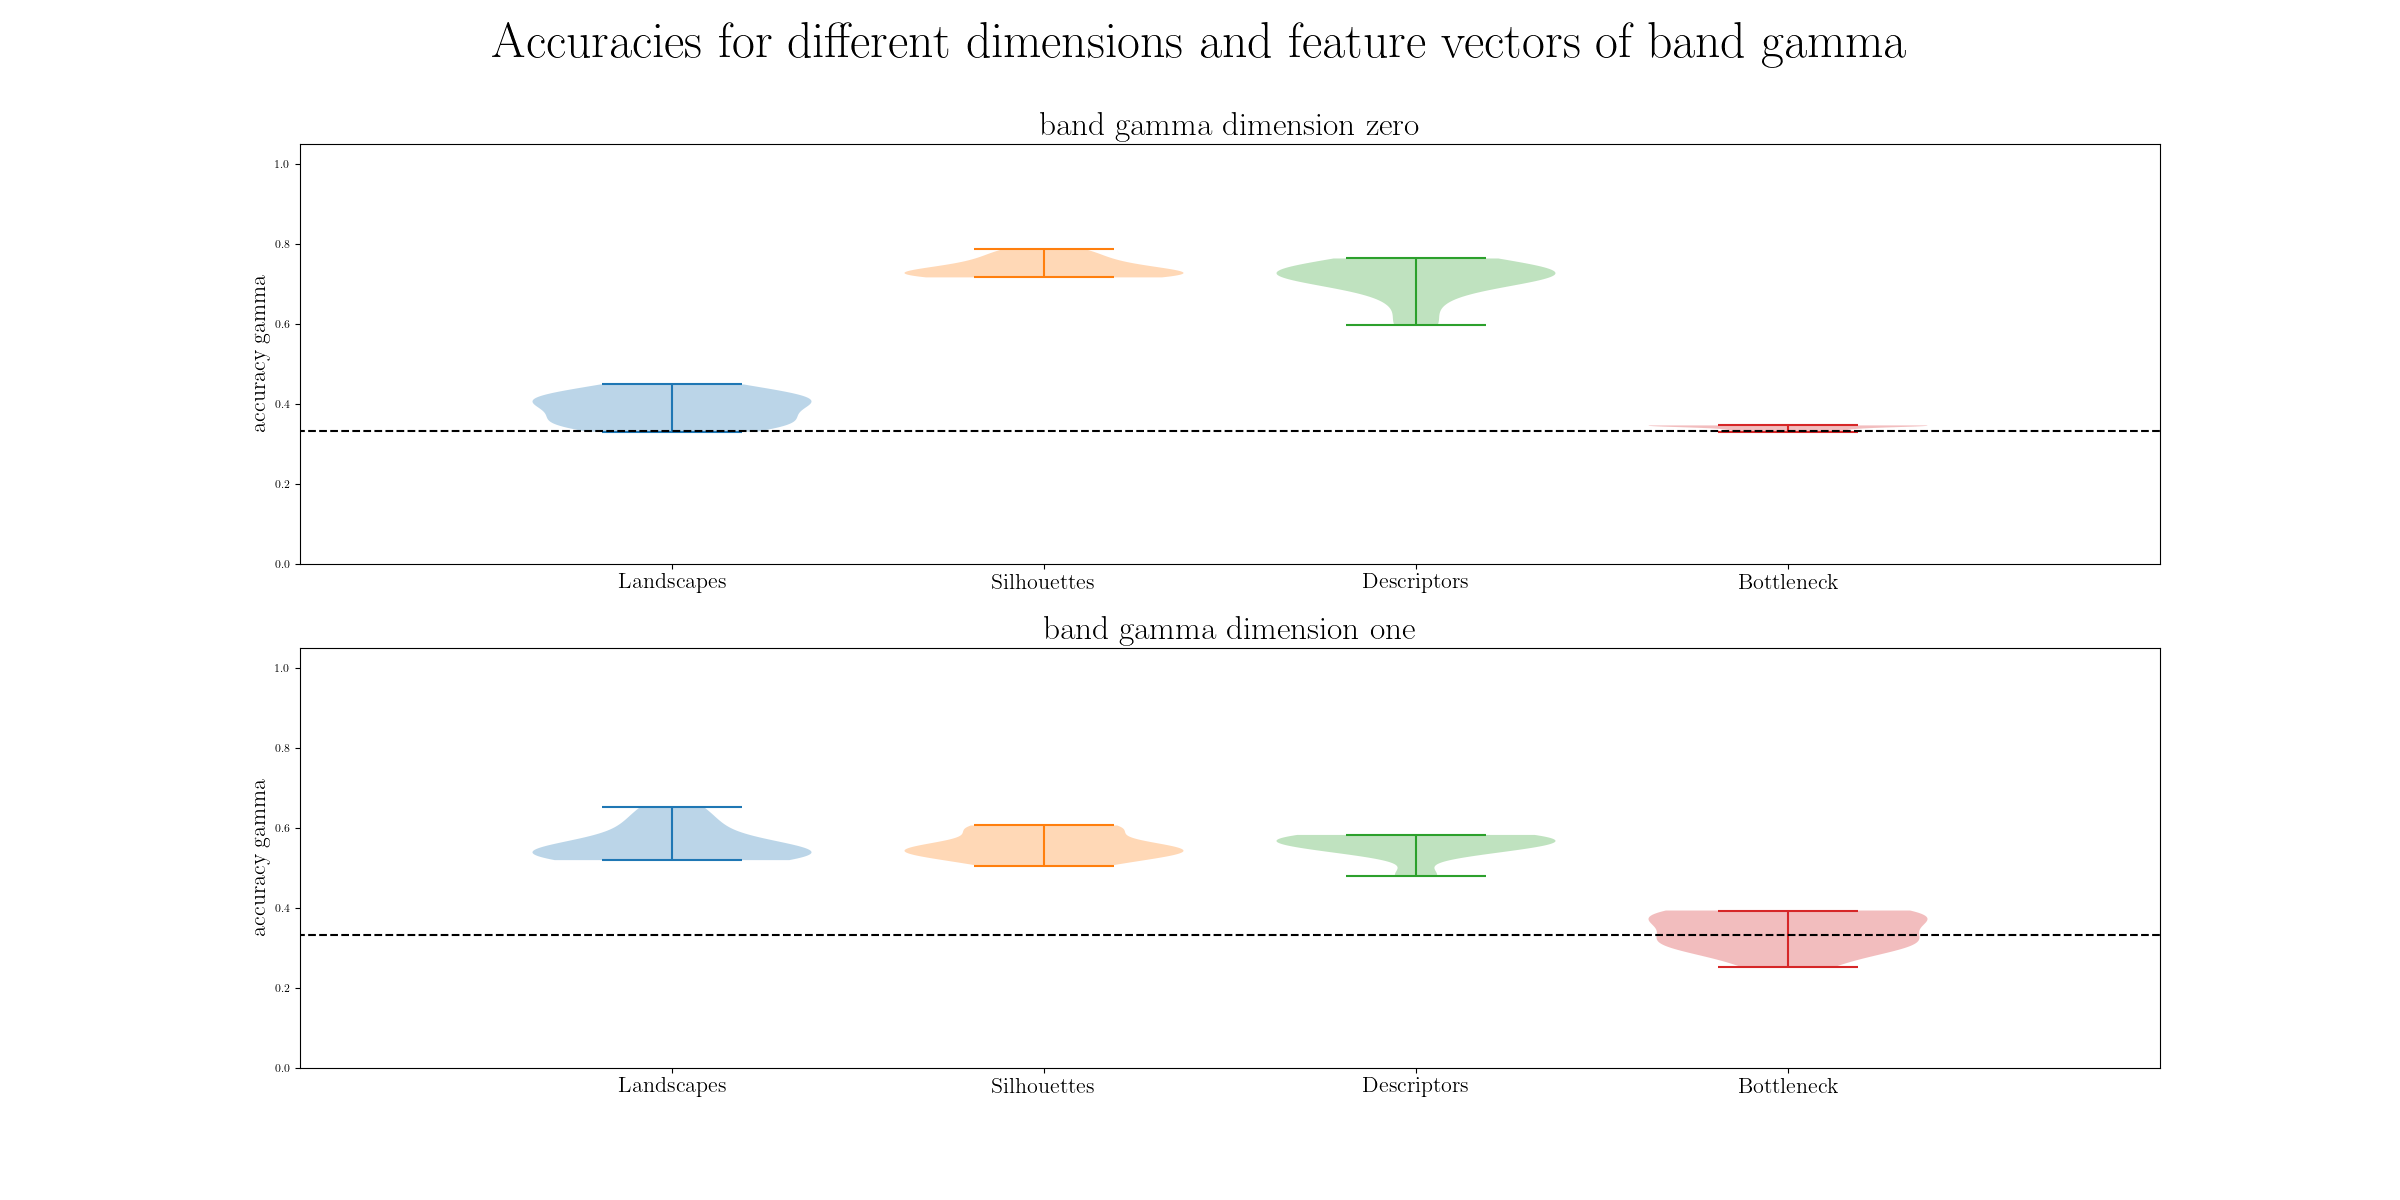 Accuracies for different dimensions and feature vectors of band gamma
band gamma dimension zero
1.0
0.8
0.6
0.4
0.2
0.0
accuracy gamma
Landscapes Silhouettes Descriptors Bottleneck
band gamma dimension one
1.0
0.8
0.6
0.4
0.2
0.0
accuracy gamma
Landscapes Silhouettes Descriptors Bottleneck